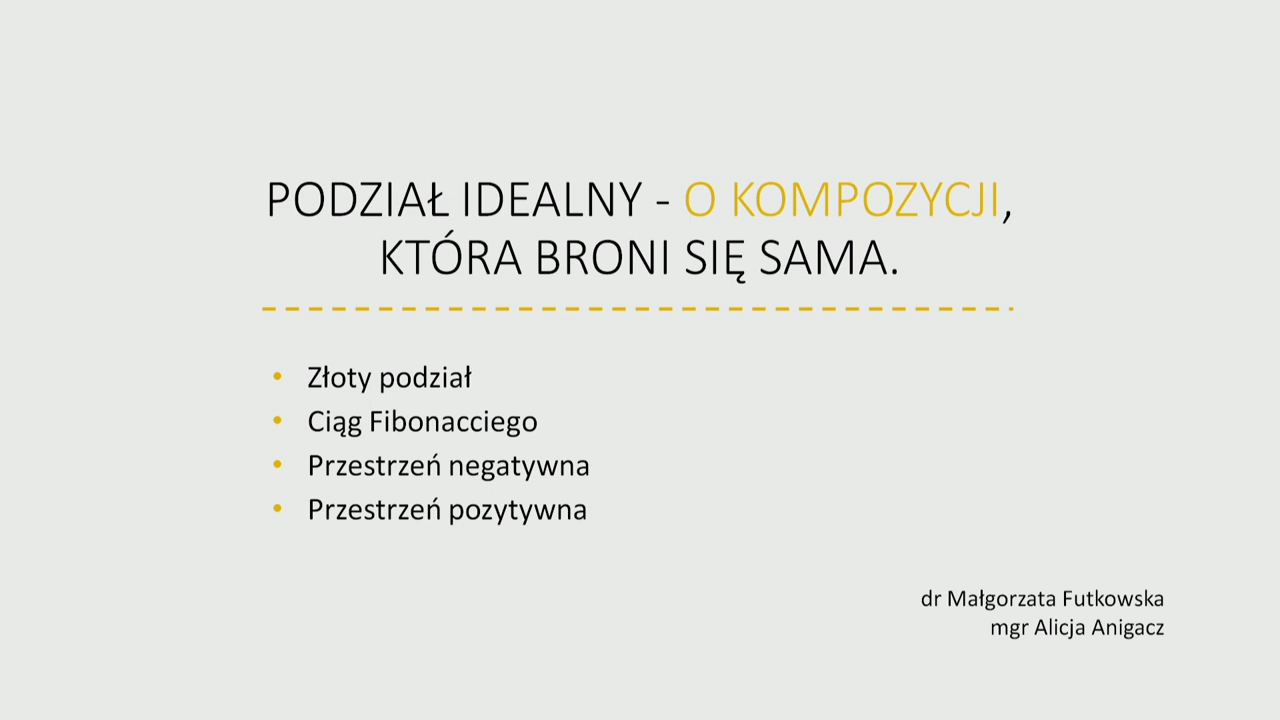 PODZIAŁ IDEALNY - O KOMPOZYCJI,
KTÓRA BRONI SIĘ SAMA.
• Złoty podział
• Ciąg Fibonacciego
• Przestrzeń negatywna
• Przestrzeń pozytywna
dr Małgorzata Futkowska
mgr Alicja Anigacz